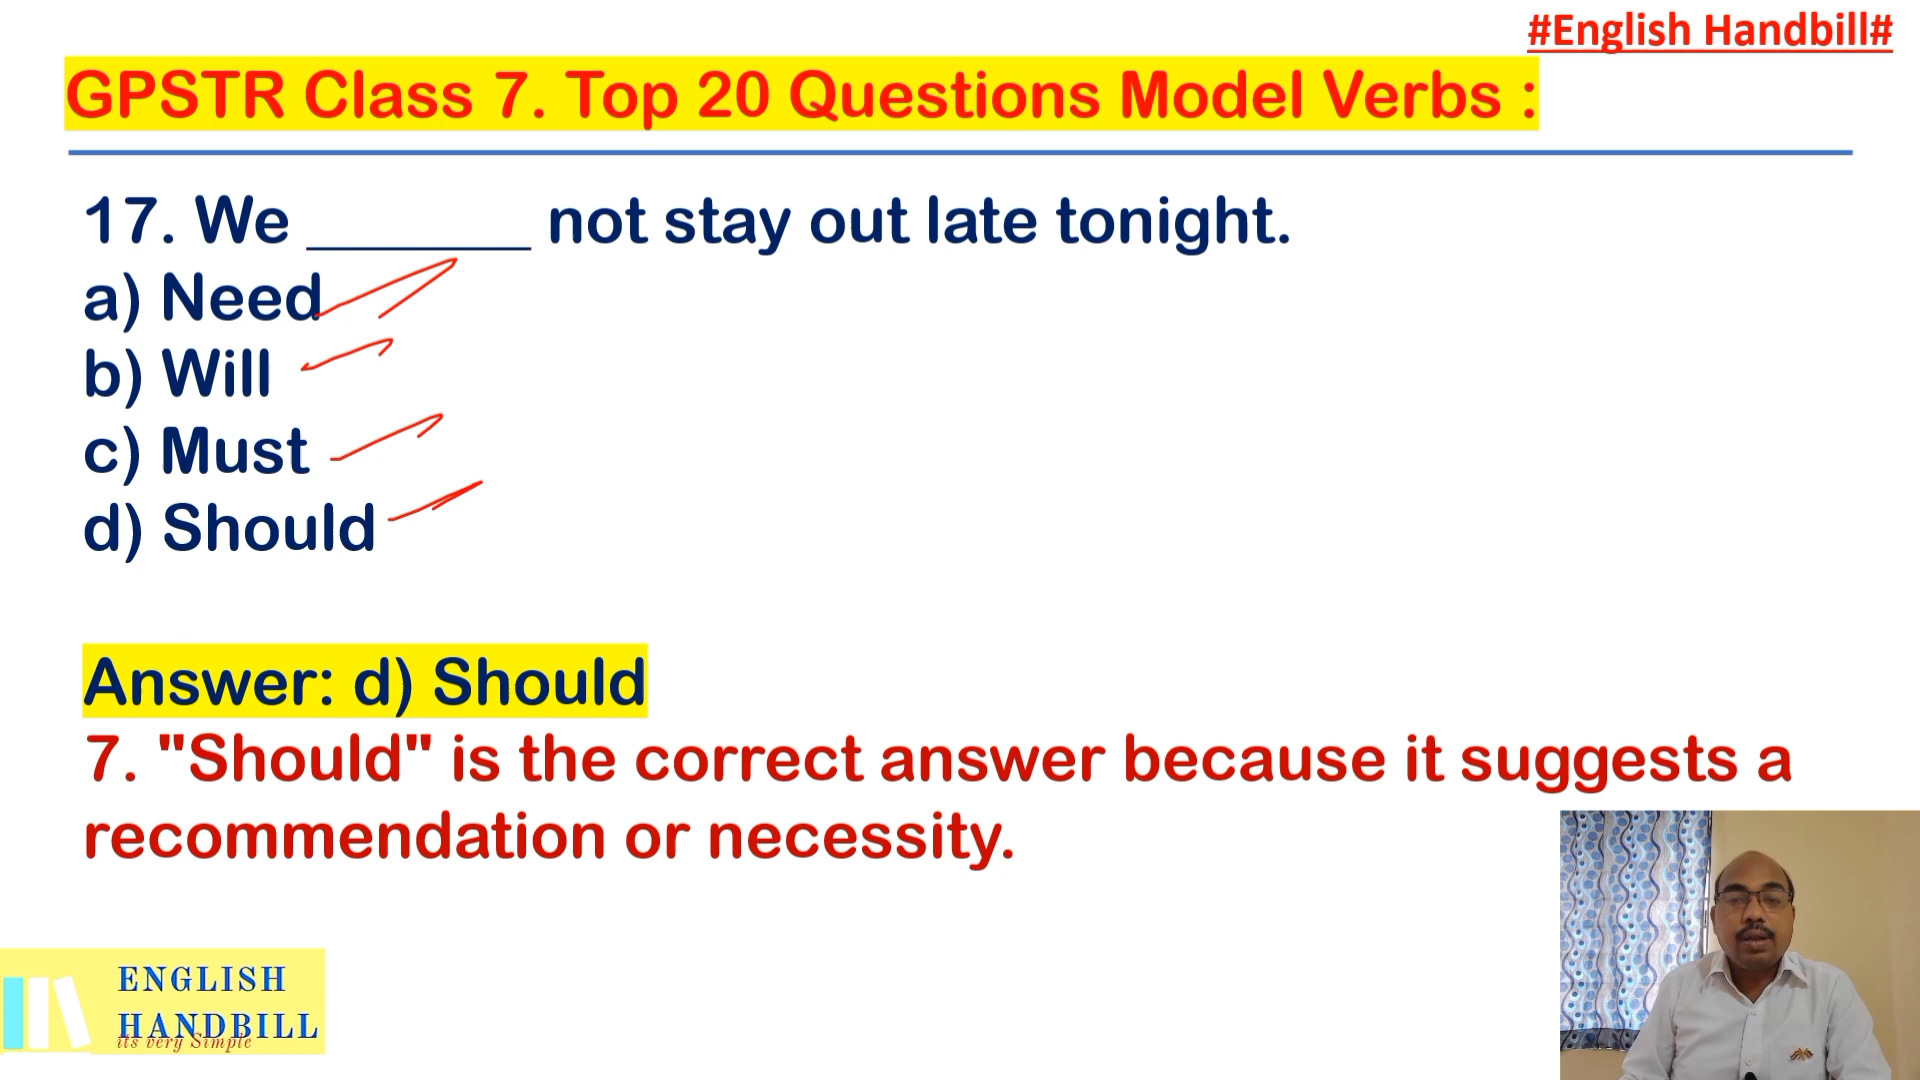 #English Handbill#
GPSTR Class 7. Top 20 Questions Model Verbs :
17. We _______ not stay out late tonight.
a) Need
b) Will
c) Must
d) Should
Answer: d) Should
7. "Should" is the correct answer because it suggests a
recommendation or necessity.
ENGLISH
HANDBILL
its very Simple